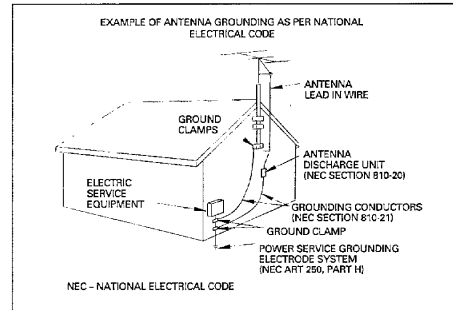 EXAMPLE OF ANTENNA GROUNDING AS PER NATIONAL
ELECTRICAL CODE
ANTENNA
LEAD IN WIRE
GROUND
CLAMPS
ANTENNA
DISCHARGE UNIT
(NEC SECTION 810-20)
ELECTRIC
SERVICE
EQUIPMENT
GROUNDING CONDUCTORS
(NEC SECTION 810-21)
GROUND CLAMP
POWER SERVICE GROUNDING
ELECTRODE SYSTEM
(NEC ART 250, PART H)
NEC – NATIONAL ELECTRICAL CODE